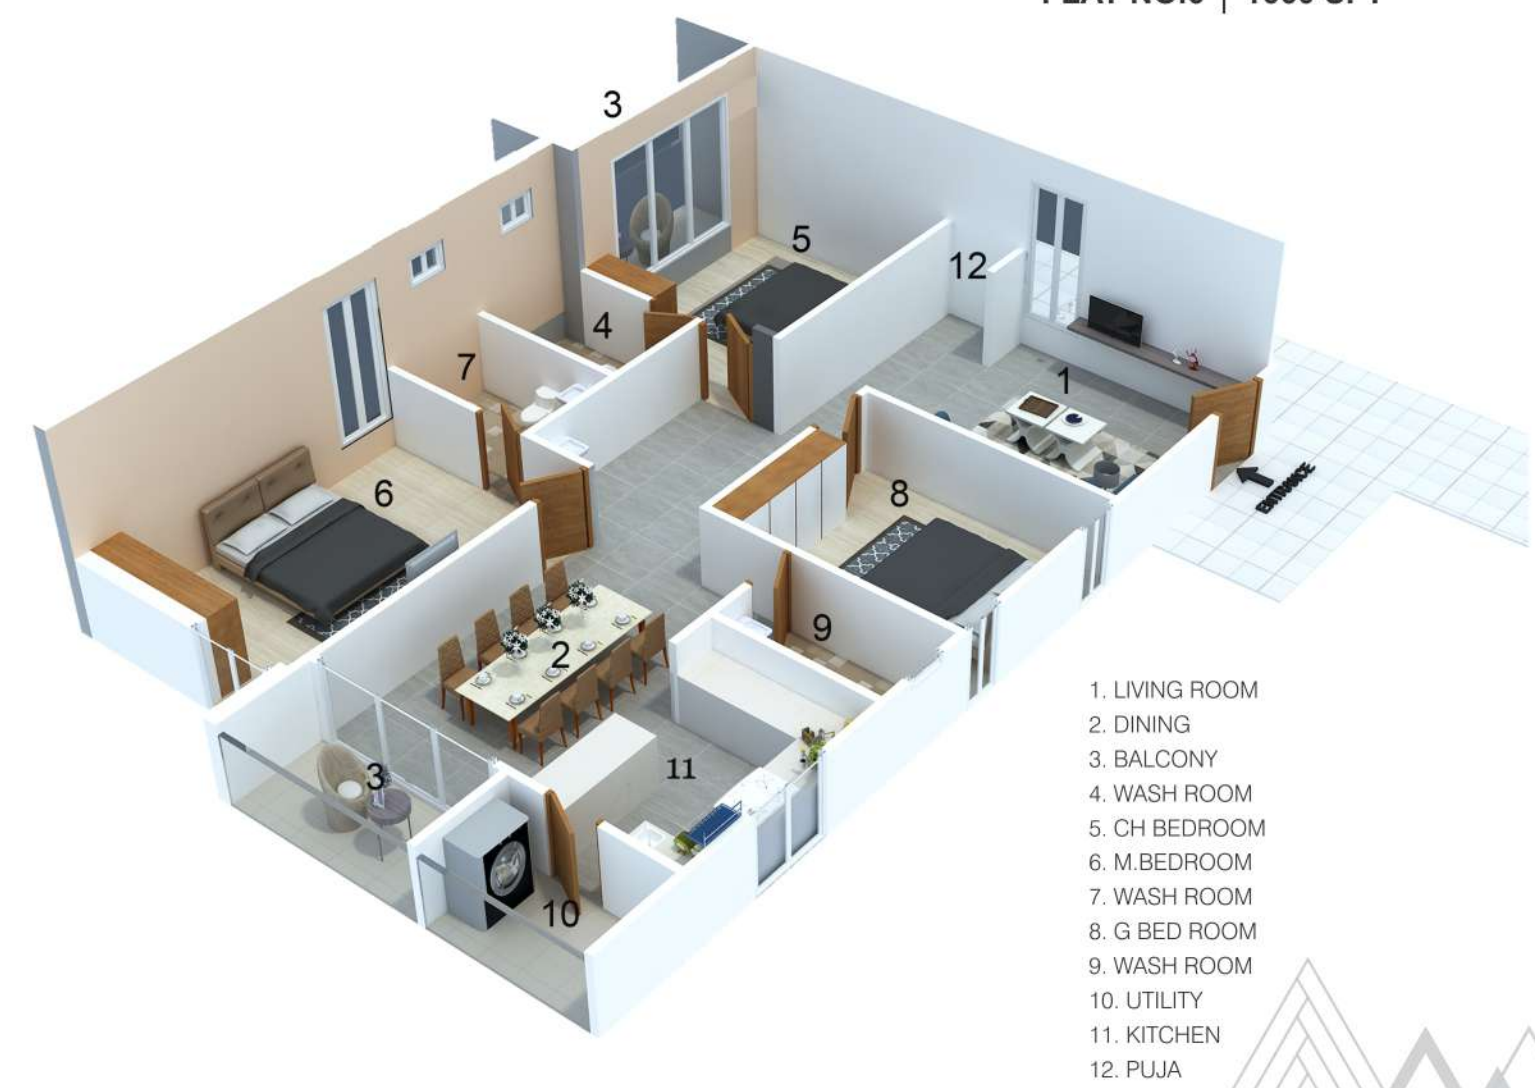 3
5
12
4
7
1
6
8
ENTRANCE
9
2
3
11
10
1. LIVING ROOM
2. DINING
3. BALCONY
4. WASH ROOM
5. CH BEDROOM
6. M.BEDROOM
7. WASH ROOM
8. G BED ROOM
9. WASH ROOM
10. UTILITY
11. KITCHEN
12. PUJA